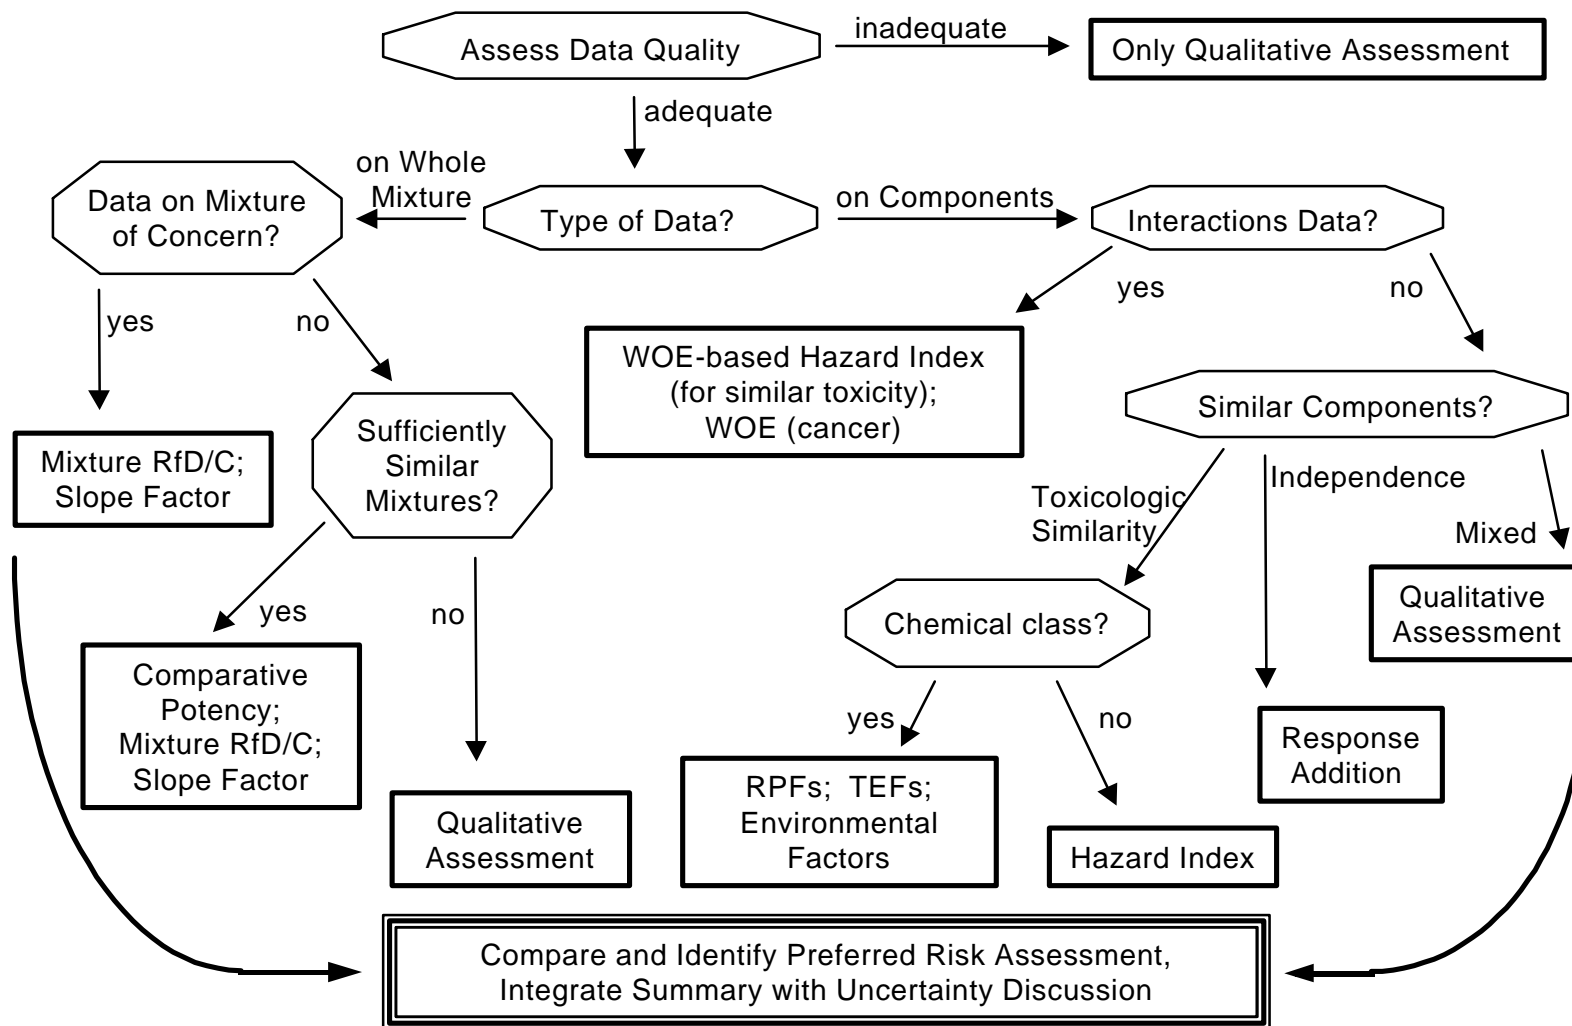 Assess Data Quality
inadequate
Only Qualitative Assessment
adequate
on Whole
Mixture
Data on Mixture
of Concern?
Type of Data?
on Components
Interactions Data?
yes
no
yes
no
WOE-based Hazard Index
(for similar toxicity);
WOE (cancer)
Similar Components?
Sufficiently
Similar
Mixtures?
Mixture RfD/C;
Slope Factor
Toxicologic
Similarity
Independence
Mixed
yes
no
Chemical class?
Qualitative
Assessment
Comparative
Potency;
Mixture RfD/C;
Slope Factor
yes
no
Response
Addition
RPFs; TEFs;
Environmental
Factors
Qualitative
Assessment
Hazard Index
Compare and Identify Preferred Risk Assessment,
Integrate Summary with Uncertainty Discussion